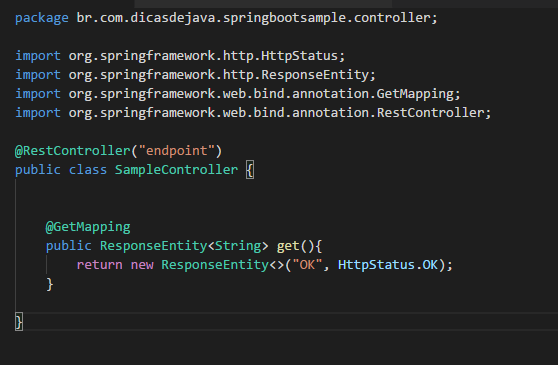 package br.com.dicasdejava.springbootsample.controller;
import org.springframework.http.HttpStatus;
import org.springframework.http.ResponseEntity;
import org.springframework.web.bind.annotation.GetMapping;
import org.springframework.web.bind.annotation.RestController;
@RestController("endpoint")
public class SampleController {
@GetMapping
public ResponseEntity<String> get(){
return new ResponseEntity<>("OK", HttpStatus.OK);
}
}